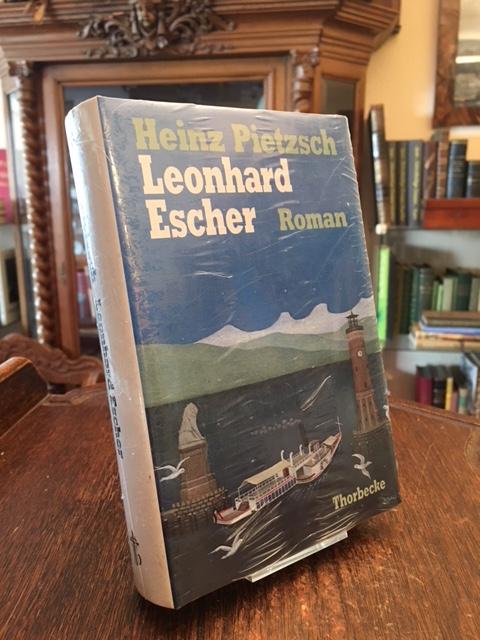 Heinz Pietzsch
Leonhard
Escher Roman
Thorbecke
Leonhard Escher